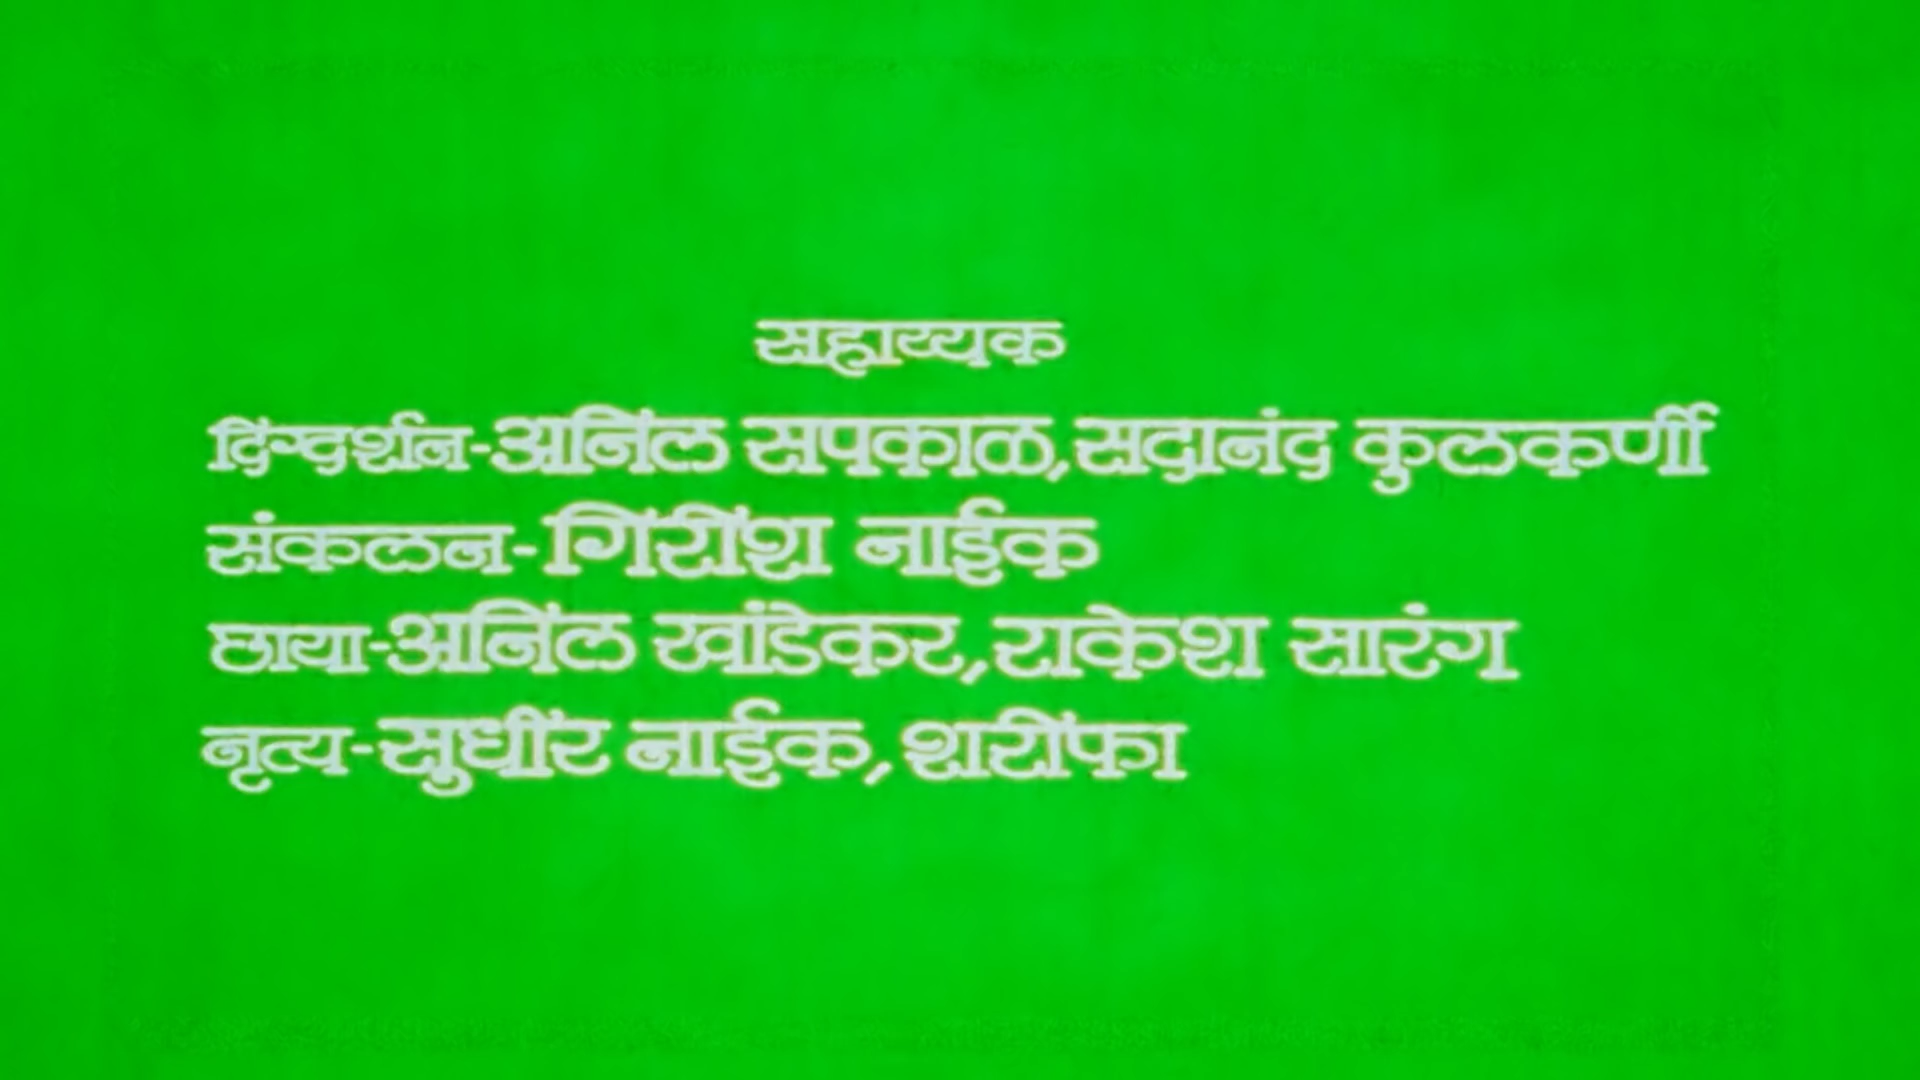 सहाय्यक
दिग्दर्शन-अनिल सपकाळ,सदानंद कुलकर्णी
संकलन-गिरीश नाईक
छाया-अनिल खांडेकर,राकेश सारंग
नृत्य-सुधीर नाईक,शरीफा